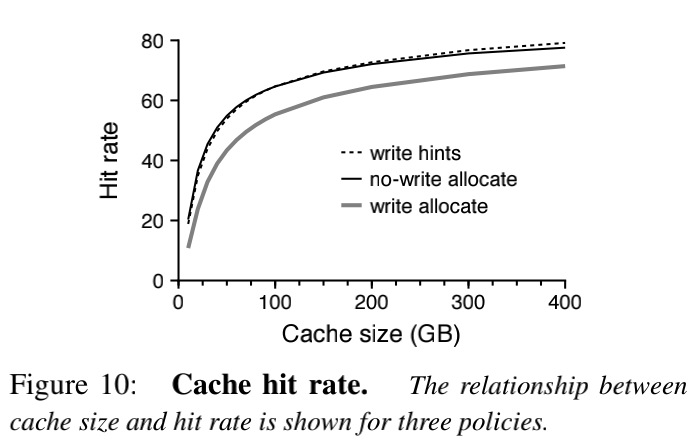 80
60
40
20
0
Hit rate
write hints
no-write allocate
write allocate
0 100 200 300 400
Cache size (GB)
Figure 10: Cache hit rate. The relationship between
cache size and hit rate is shown for three policies.